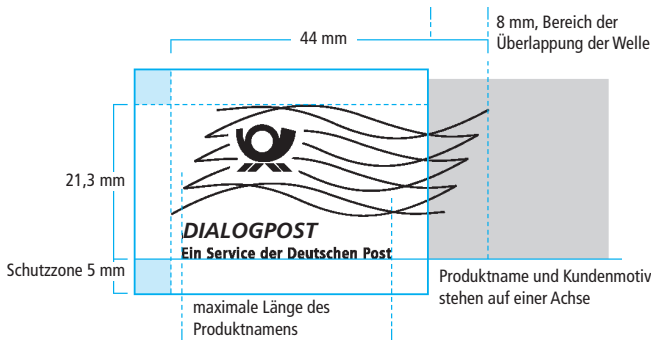 44 mm
8 mm, Bereich der
Überlappung der Welle
21,3 mm
DIALOGPOST
Ein Service der Deutschen Post
Schutzzone 5 mm
Produktname und Kundenmotiv
stehen auf einer Achse
maximale Länge des
Produktnamens